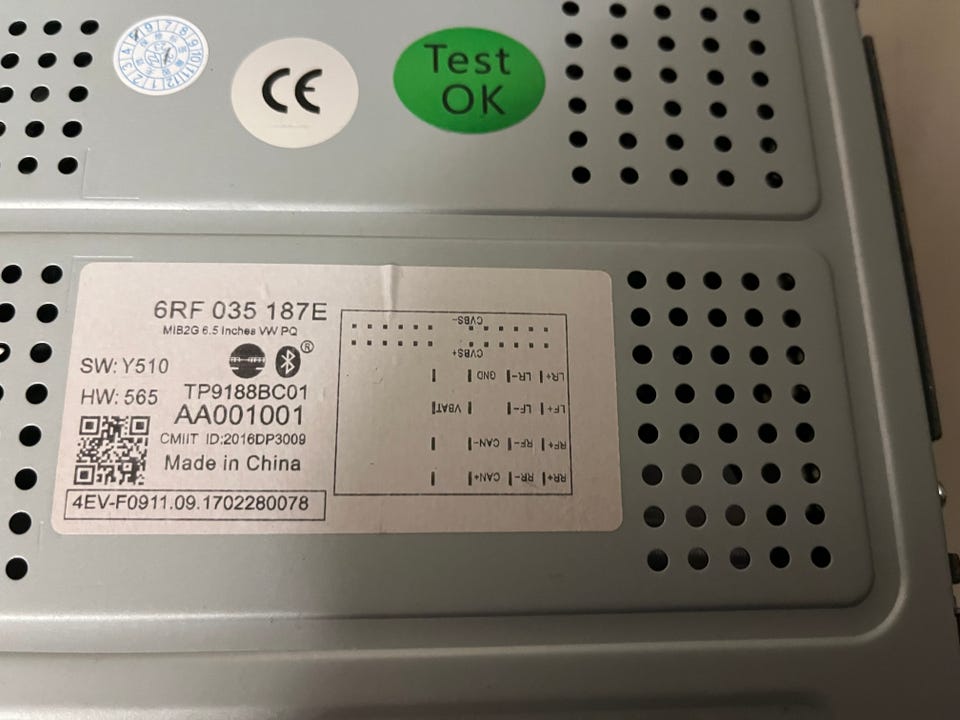 CE
Test
OK
6RF 035 187E
MIB2G 6.5 Inches VW PQ
SW: Y510
HW: 565
TP9188BC01
AA001001
CMIIT ID:2016DP3009
Made in China
4EV-F0911.09.1702280078
CVBS-
CVBS+
GND LR- LR+
VBAT LF- LF+
CAN- RF- RF+
CAN+ RR- RR+